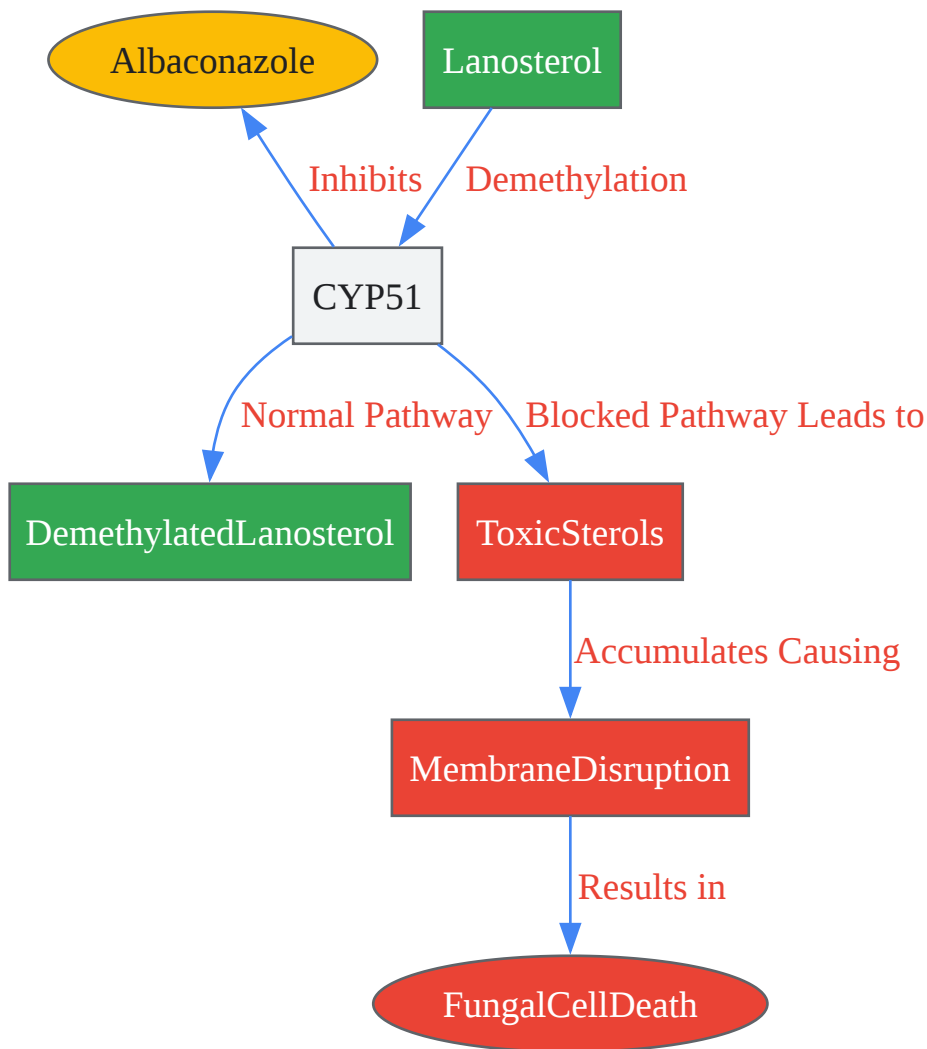 Albaconazole
Lanosterol
Inhibits
Demethylation
CYP51
Normal Pathway
Blocked Pathway Leads to
DemethylatedLanosterol
ToxicSterols
Accumulates Causing
MembraneDisruption
Results in
FungalCellDeath